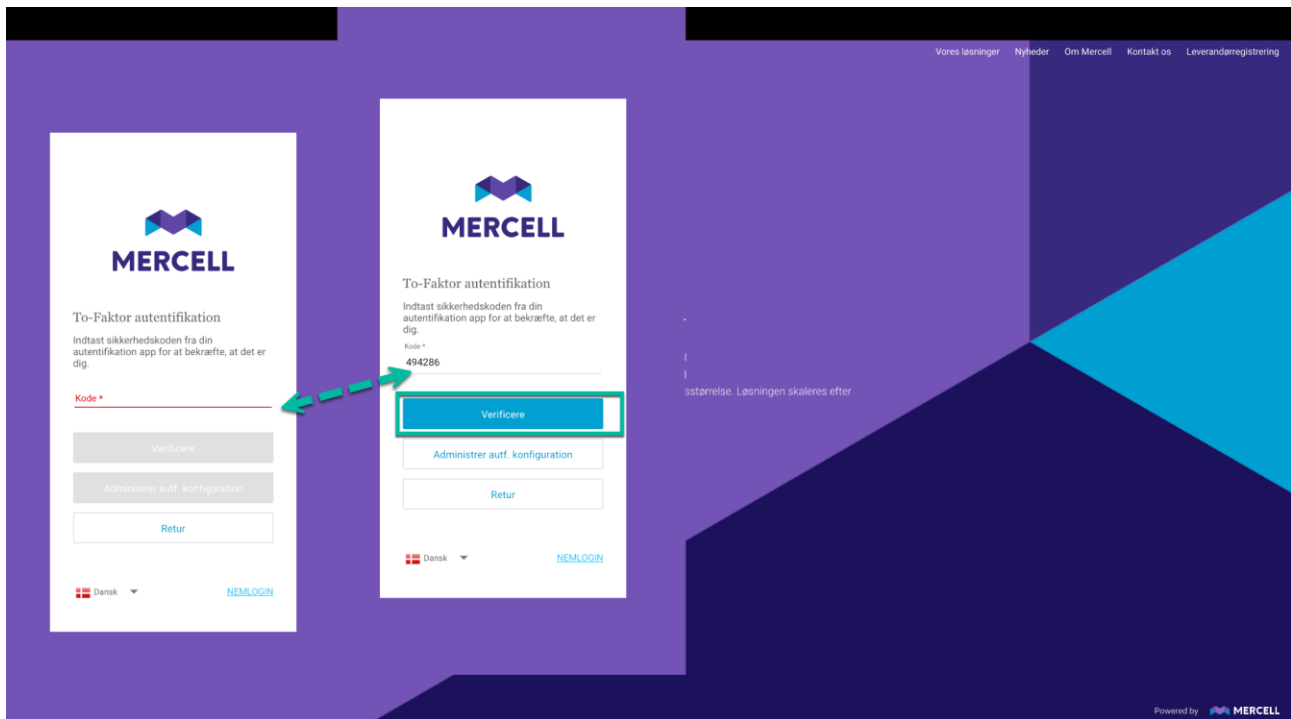 Vores løsninger Nyheder Om Mercell Kontakt os Leverandørregistrering
MERCELL
To-Faktor autentifikation
Indtast sikkerhedskoden fra din
autentifikation app for at bekræfte, at det er
dig.
Kode *
Verificere
Administrer autf. konfiguration
Retur
Dansk
NEMLOGIN
MERCELL
To-Faktor autentifikation
Indtast sikkerhedskoden fra din
autentifikation app for at bekræfte, at det er
dig.
Kode *
494286
Verificere
Administrer autf. konfiguration
Retur
Dansk
NEMLOGIN
sstørrelse. Løsningen skaleres efter
Powered by MERCELL